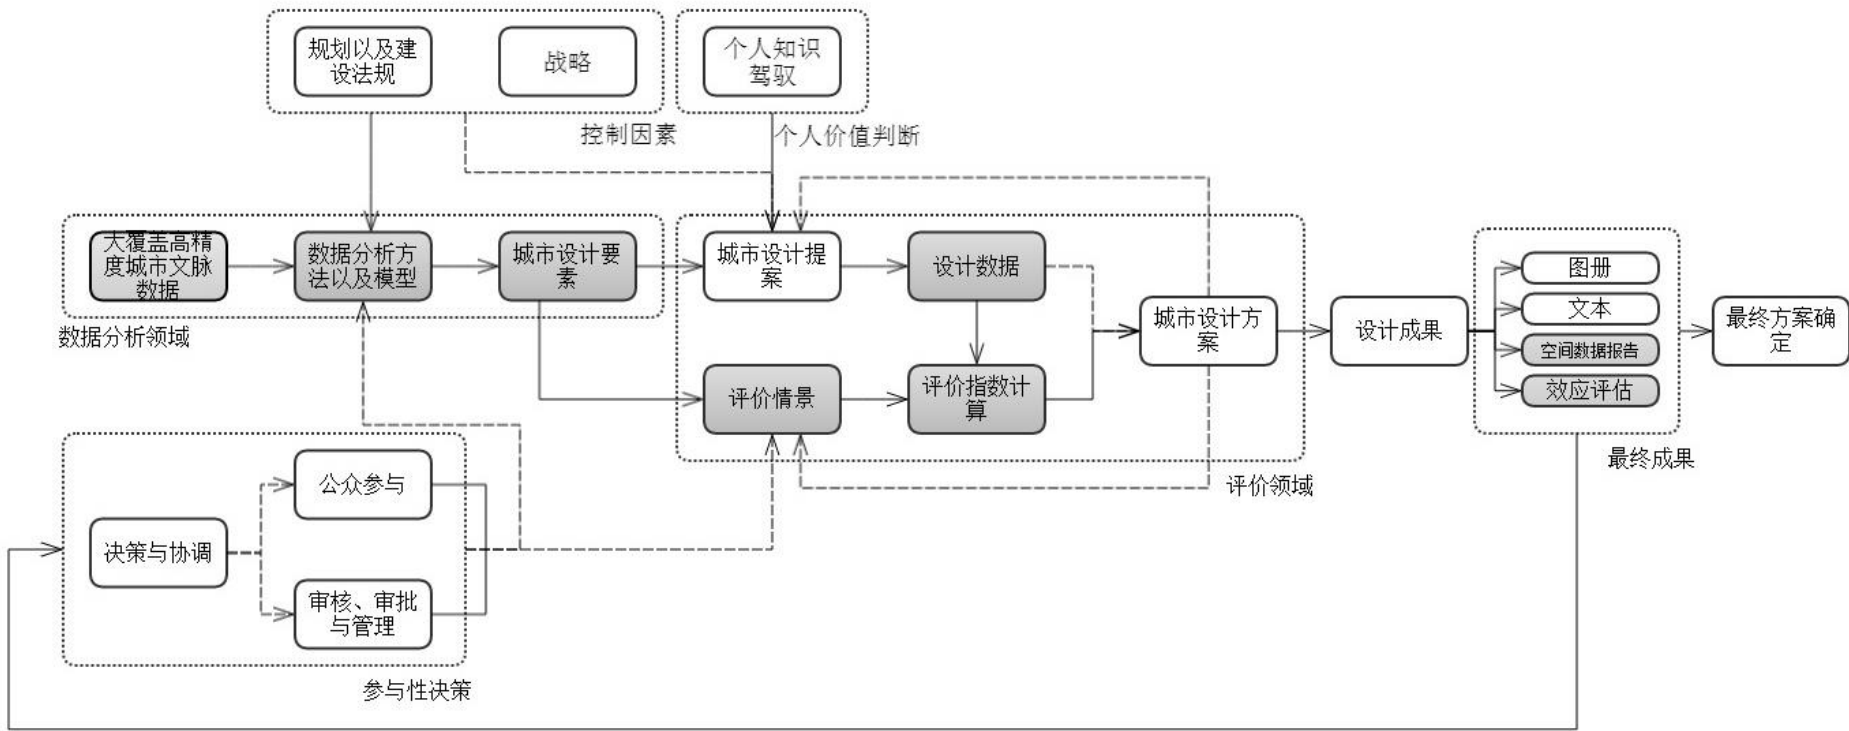 规划以及建
设法规
战略
个人知识
驾驭
控制因素
个人价值判断
大覆盖高精
度城市文脉
数据
数据分析方
法以及模型
城市设计要
素
城市设计提
案
设计数据
数据分析领域
评价情景
评价指数计
算
城市设计方
案
设计成果
图册
文本
空间数据报告
效应评估
最终方案确
定
最终成果
评价领域
决策与协调
公众参与
审核、审批
与管理
参与性决策